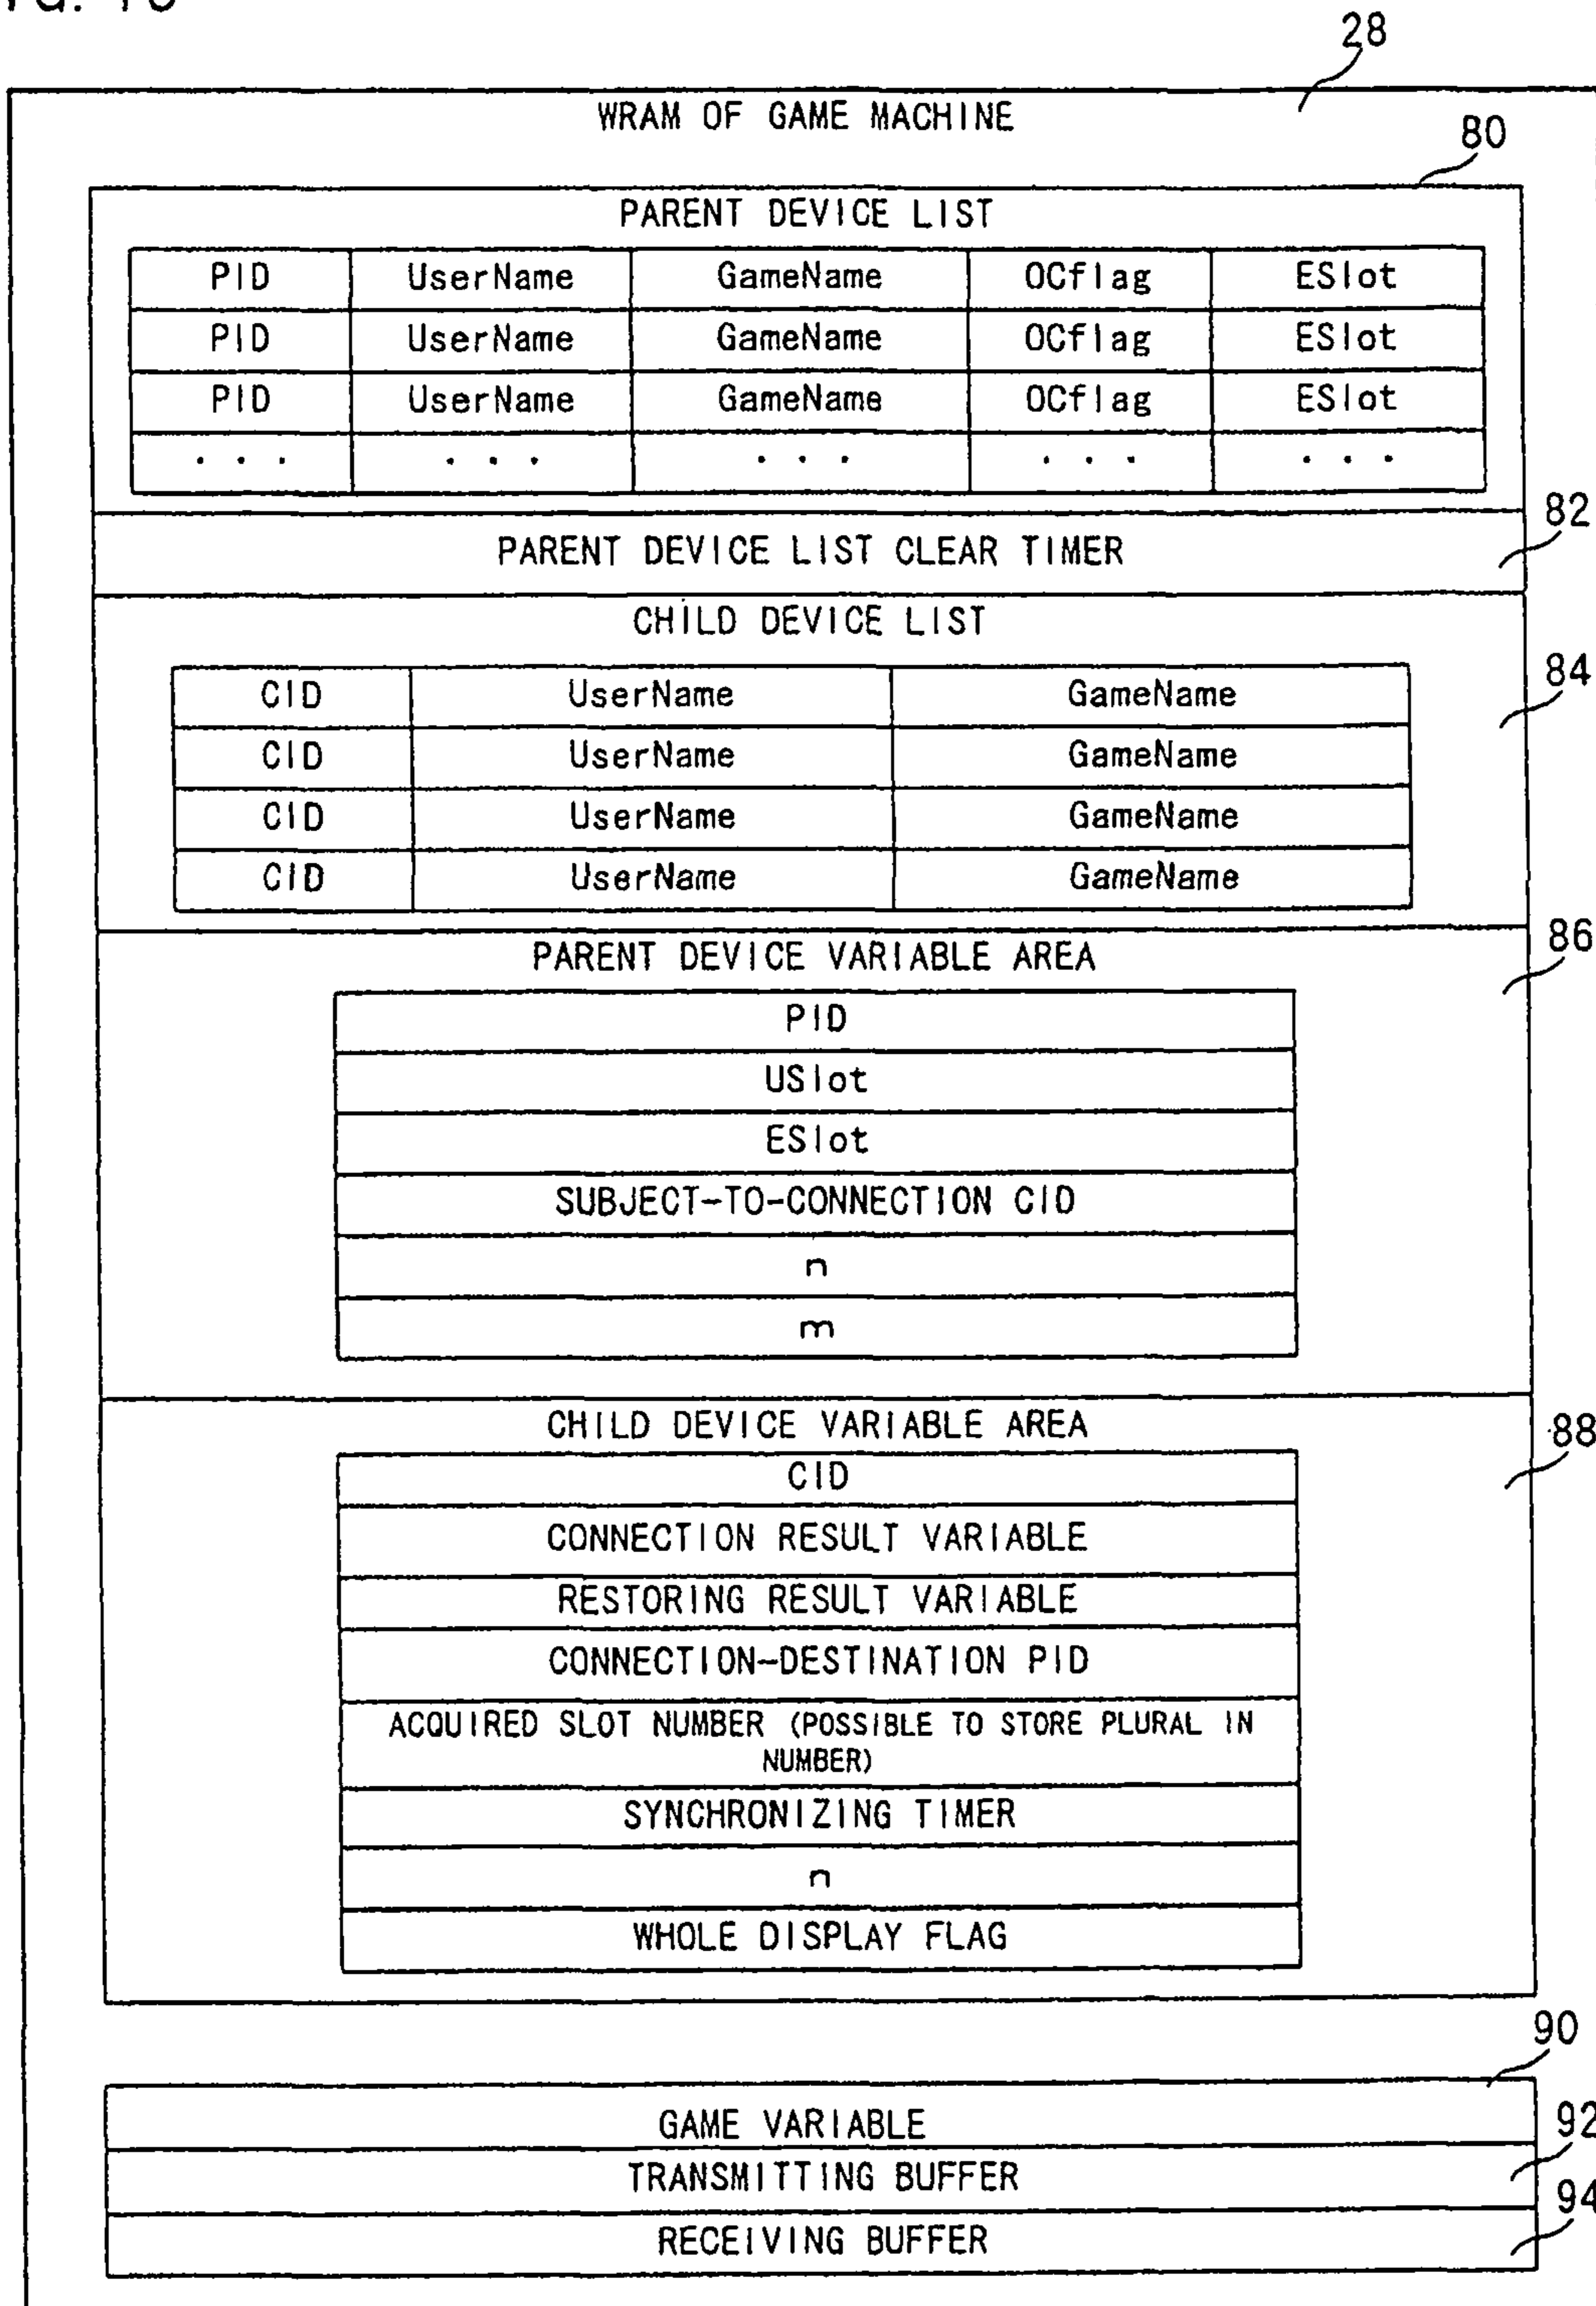 28
WRAM OF GAME MACHINE
80
PARENT DEVICE LIST
PID UserName GameName OCflag ESlot
PID UserName GameName OCflag ESlot
PID UserName GameName OCflag ESlot
... ... ... ... ...
82
PARENT DEVICE LIST CLEAR TIMER
CHILD DEVICE LIST
84
CID UserName GameName
CID UserName GameName
CID UserName GameName
CID UserName GameName
86
PARENT DEVICE VARIABLE AREA
PID
USlot
ESlot
SUBJECT-TO-CONNECTION CID
n
m
CHILD DEVICE VARIABLE AREA
88
CID
CONNECTION RESULT VARIABLE
RESTORING RESULT VARIABLE
CONNECTION-DESTINATION PID
ACQUIRED SLOT NUMBER (POSSIBLE TO STORE PLURAL IN
NUMBER)
SYNCHRONIZING TIMER
n
WHOLE DISPLAY FLAG
90
GAME VARIABLE
92
TRANSMITTING BUFFER
94
RECEIVING BUFFER